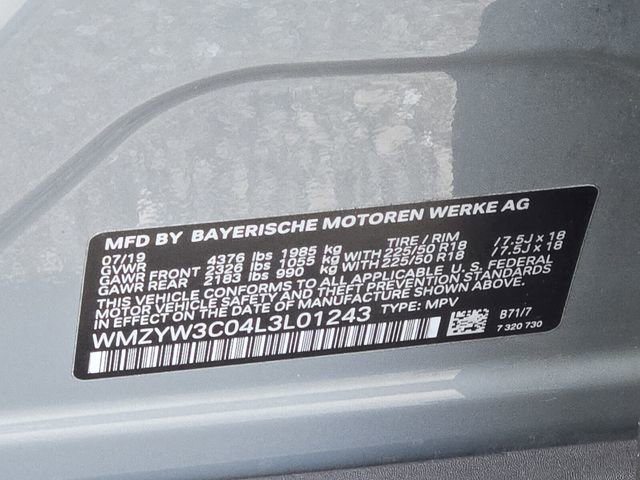 MFD BY BAYERISCHE MOTOREN WERKE AG
07/19 TIRE / RIM
GVWR 4376 lbs 1985 kg
GAWR FRONT 2326 lbs 1055 kg WITH 225/50 R18 / 7.5J x 18
GAWR REAR 2183 lbs 990 kg WITH 225/50 R18 / 7.5J x 18
THIS VEHICLE CONFORMS TO ALL APPLICABLE U.S. FEDERAL
MOTOR VEHICLE SAFETY, BUMPER, AND THEFT PREVENTION STANDARDS
IN EFFECT ON THE DATE OF MANUFACTURE SHOWN ABOVE.
WMZYW3C04L3L01243 TYPE: MPV
B71/7
7 320 730